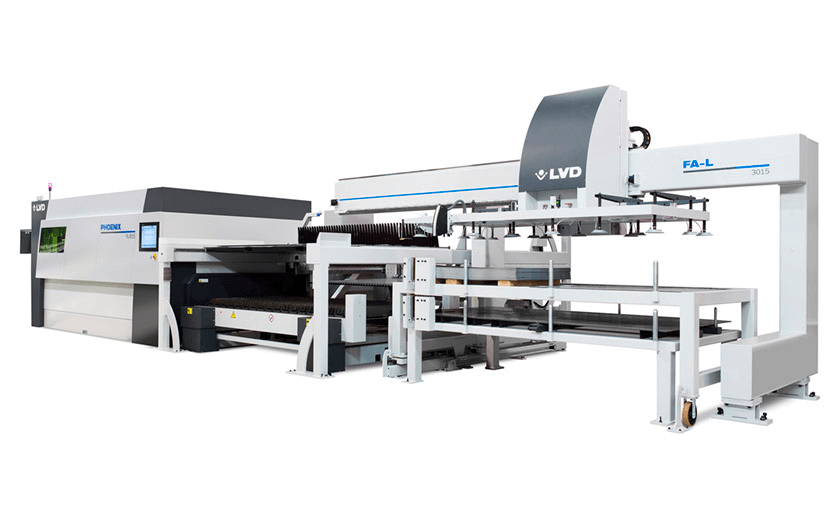 LVD
PHOENIX
LVD
FA-L
3015